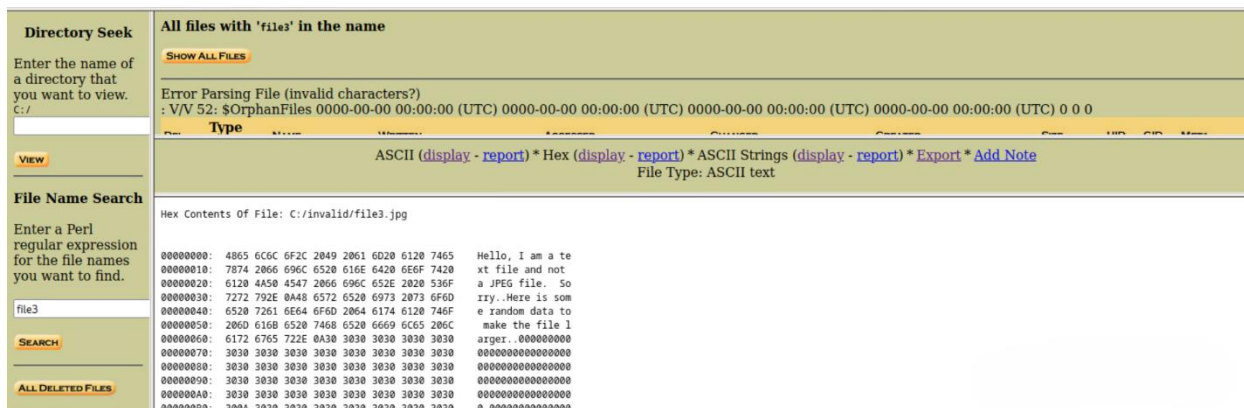 Directory Seek
Enter the name of
a directory that
you want to view.
C:/
VIEW
File Name Search
Enter a Perl
regular expression
for the file names
you want to find.
file3
SEARCH
ALL DELETED FILES
All files with 'file3' in the name
SHOW ALL FILES
Error Parsing File (invalid characters?)
: V/V 52: $OrphanFiles 0000-00-00 00:00:00 (UTC) 0000-00-00 00:00:00 (UTC) 0000-00-00 00:00:00 (UTC) 0000-00-00 00:00:00 (UTC) 0 0 0
Type
ASCII (display - report) * Hex (display - report) * ASCII Strings (display - report) * Export * Add Note
File Type: ASCII text
Hex Contents Of File: C:/invalid/file3.jpg
00000000: 4865 6C6C 6F2C 2049 2061 6D20 6120 7465 Hello, I am a te
00000010: 7874 2066 696C 6520 616E 6420 6E6F 7420 xt file and not
00000020: 6120 4A50 4547 2066 696C 652E 2020 536F a JPEG file.  So
00000030: 7272 792E 0A48 6572 6520 6973 2073 6F6D rry..Here is som
00000040: 6520 7261 6E64 6F6D 2064 6174 6120 746F e random data to
00000050: 206D 616B 6520 7468 6520 6669 6C65 206C  make the file l
00000060: 6172 6765 722E 0A30 3030 3030 3030 3030 arger..000000000
00000070: 3030 3030 3030 3030 3030 3030 3030 3030 0000000000000000
00000080: 3030 3030 3030 3030 3030 3030 3030 3030 0000000000000000
00000090: 3030 3030 3030 3030 3030 3030 3030 3030 0000000000000000
000000A0: 3030 3030 3030 3030 3030 3030 3030 3030 0000000000000000